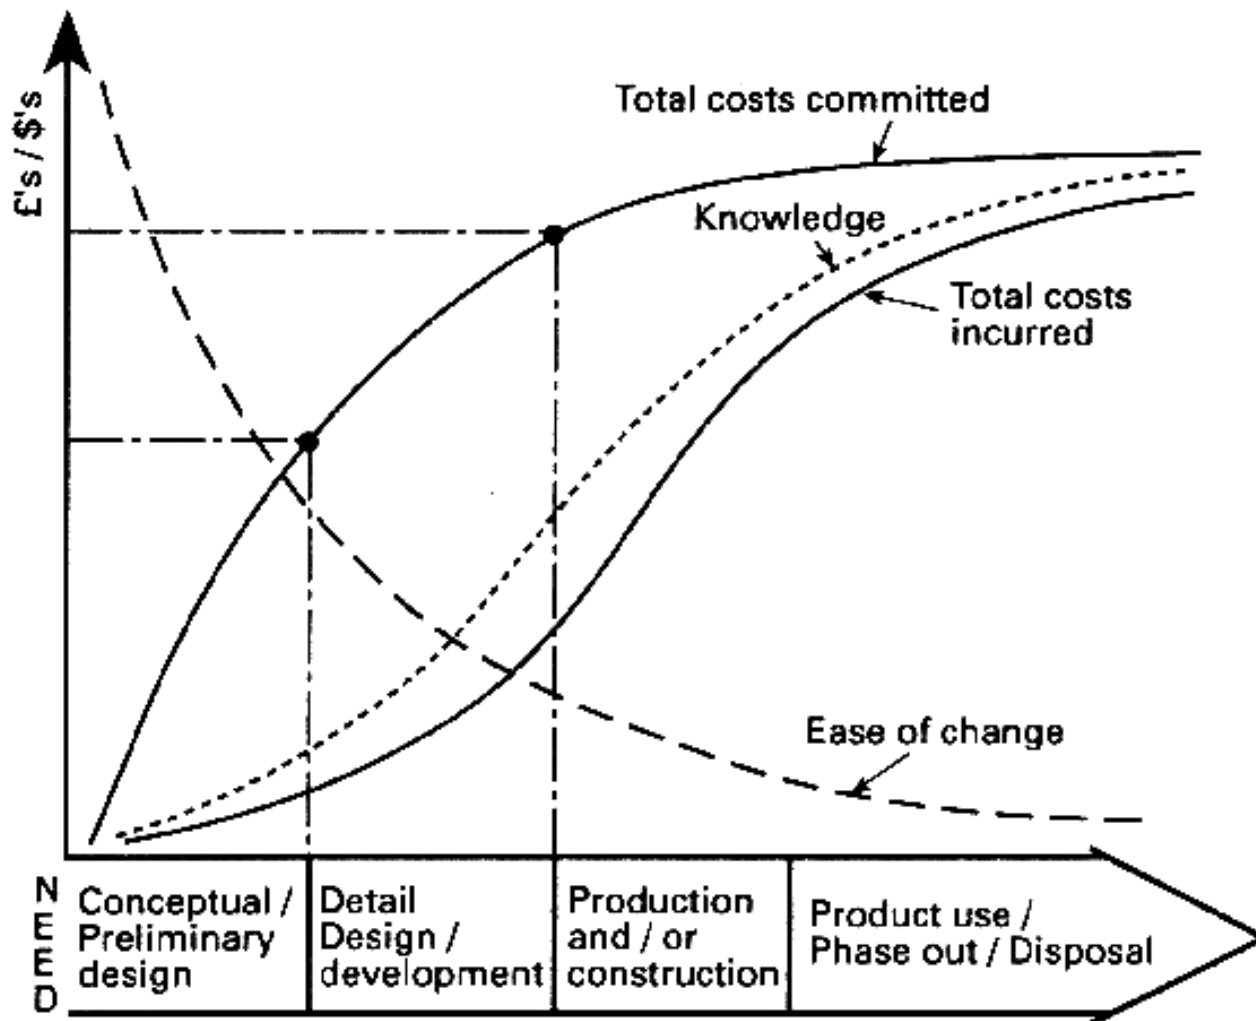 £'s / $'s
Total costs committed
Knowledge
Total costs
incurred
Ease of change
NEED
Conceptual /
Preliminary
design
Detail
Design /
development
Production
and / or
construction
Product use /
Phase out / Disposal